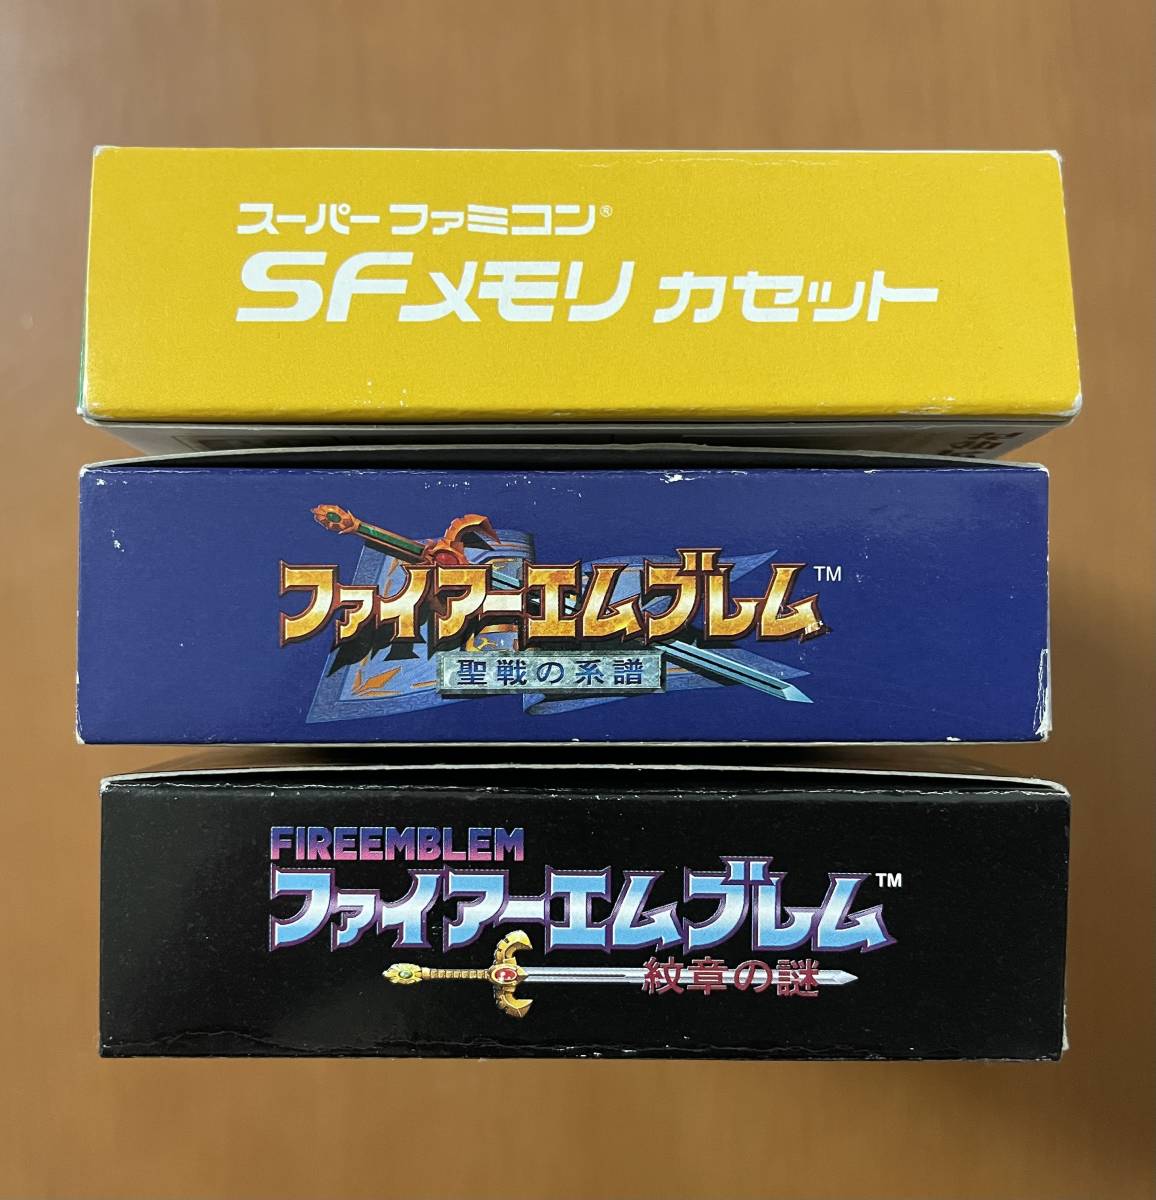 スーパーファミコン®
SFメモリ カセット
ファイアーエムブレム™
聖戦の系譜
FIREEMBLEM
ファイアーエムブレム™
紋章の謎